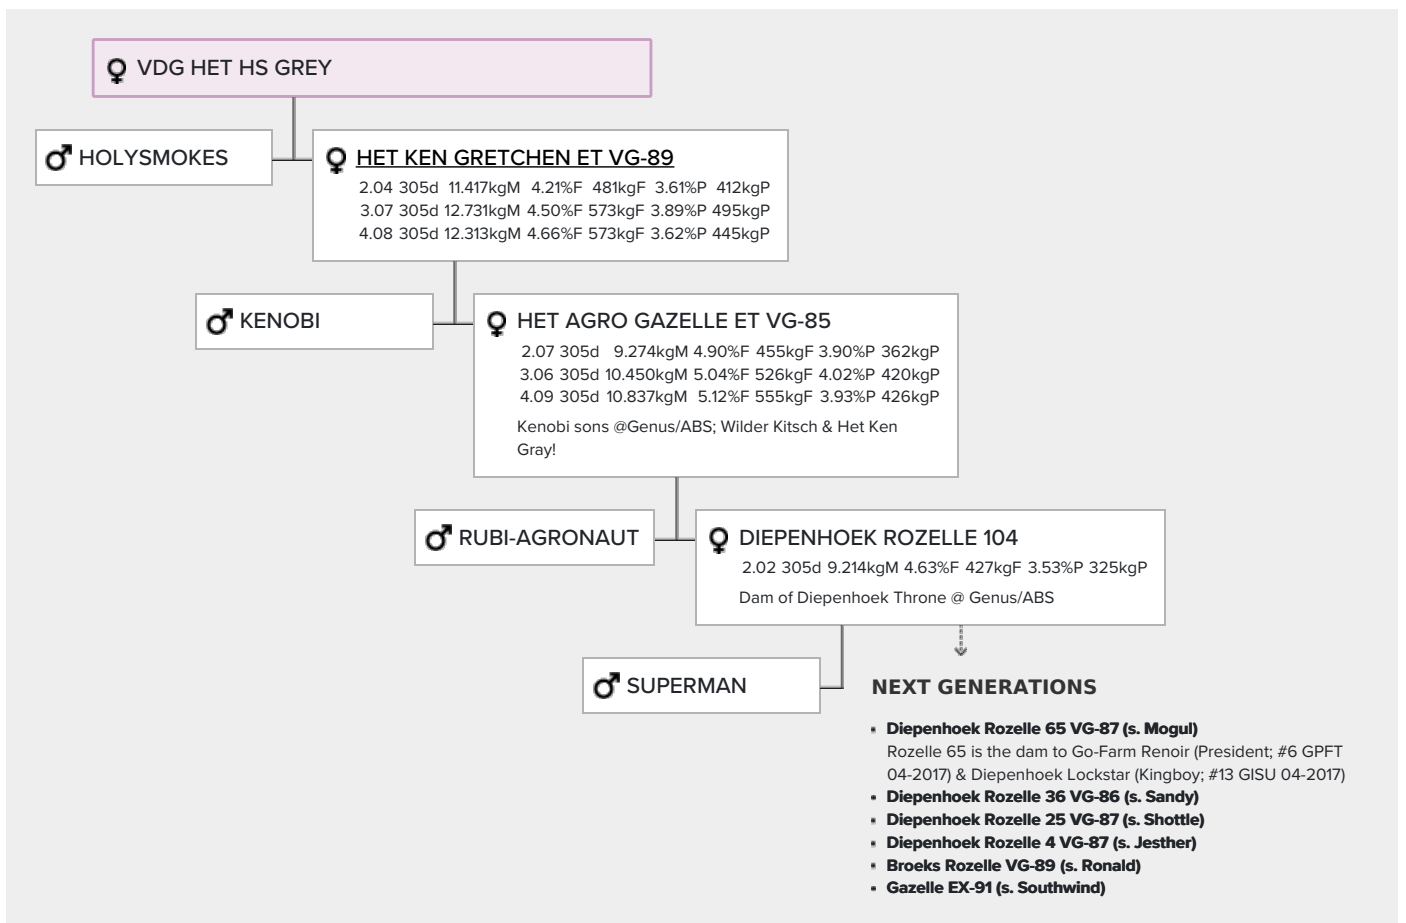 VDG HET HS GREY
HOLYSMOKES
HET KEN GRETCHEN ET VG-89
2.04 305d 11.417kgM 4.21%F 481kgF 3.61%P 412kgP
3.07 305d 12.731kgM 4.50%F 573kgF 3.89%P 495kgP
4.08 305d 12.313kgM 4.66%F 573kgF 3.62%P 445kgP
KENOBI
HET AGRO GAZELLE ET VG-85
2.07 305d 9.274kgM 4.90%F 455kgF 3.90%P 362kgP
3.06 305d 10.450kgM 5.04%F 526kgF 4.02%P 420kgP
4.09 305d 10.837kgM 5.12%F 555kgF 3.93%P 426kgP
Kenobi sons @Genus/ABS; Wilder Kitsch & Het Ken
Gray!
RUBI-AGRONAUT
DIEPENHOEK ROZELLE 104
2.02 305d 9.214kgM 4.63%F 427kgF 3.53%P 325kgP
Dam of Diepenhoek Throne @ Genus/ABS
SUPERMAN
NEXT GENERATIONS
Diepenhoek Rozelle 65 VG-87 (s. Mogul)
Rozelle 65 is the dam to Go-Farm Renoir (President; #6 GPFT
04-2017) & Diepenhoek Lockstar (Kingboy; #13 GISU 04-2017)
Diepenhoek Rozelle 36 VG-86 (s. Sandy)
Diepenhoek Rozelle 25 VG-87 (s. Shottle)
Diepenhoek Rozelle 4 VG-87 (s. Jesther)
Broeks Rozelle VG-89 (s. Ronald)
Gazelle EX-91 (s. Southwind)